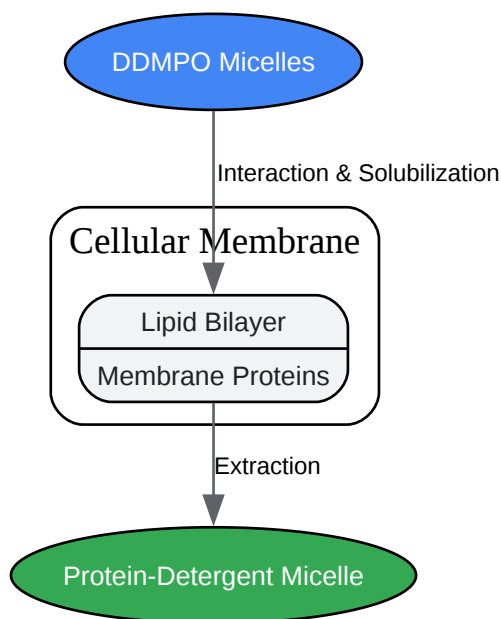 DDMPO Micelles
Interaction & Solubilization
Cellular Membrane
Lipid Bilayer
Membrane Proteins
Extraction
Protein-Detergent Micelle